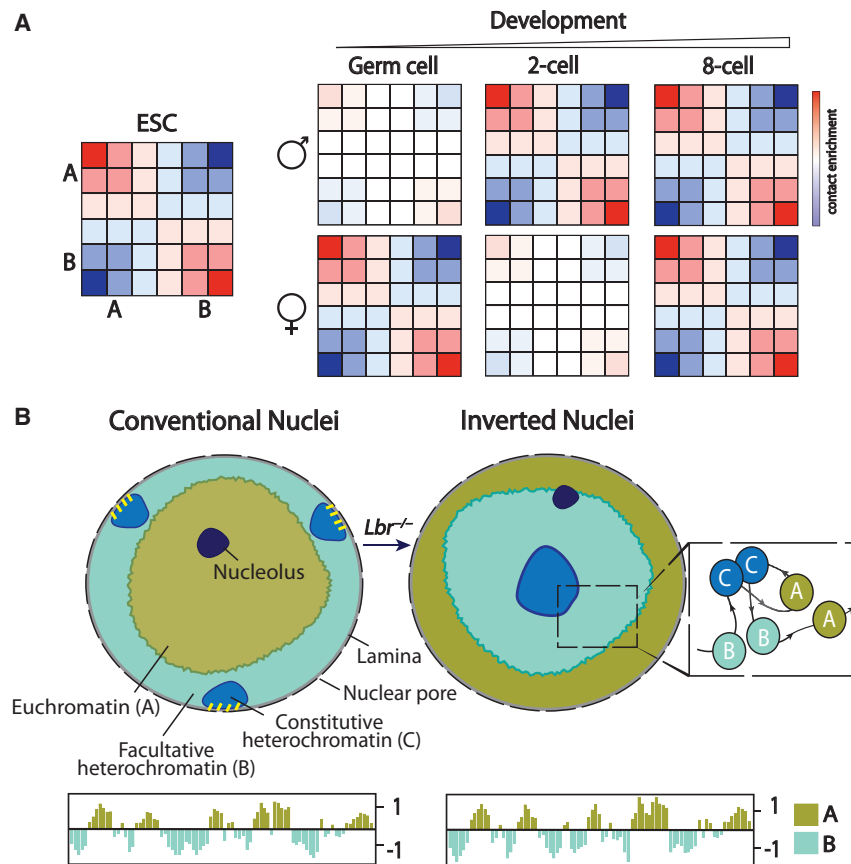 A
Development
Germ cell
2-cell
8-cell
ESC
A
B
A
B
♂
♀
contact enrichment
B
Conventional Nuclei
Inverted Nuclei
Lbr–/–
Nucleolus
Lamina
Nuclear pore
Euchromatin (A)
Constitutive
heterochromatin (C)
Facultative
heterochromatin (B)
C
C
A
A
B
B
1
-1
1
-1
A
B